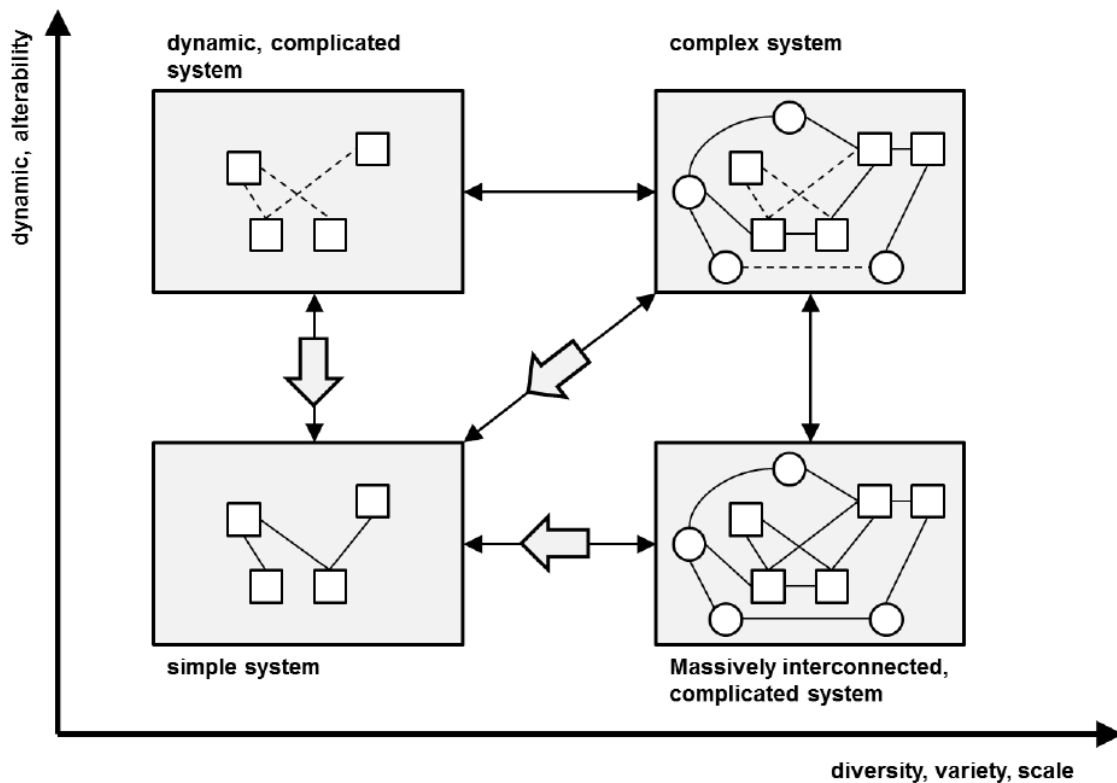 dynamic, alterability
dynamic, complicated
system
complex system
simple system
Massively interconnected,
complicated system
diversity, variety, scale